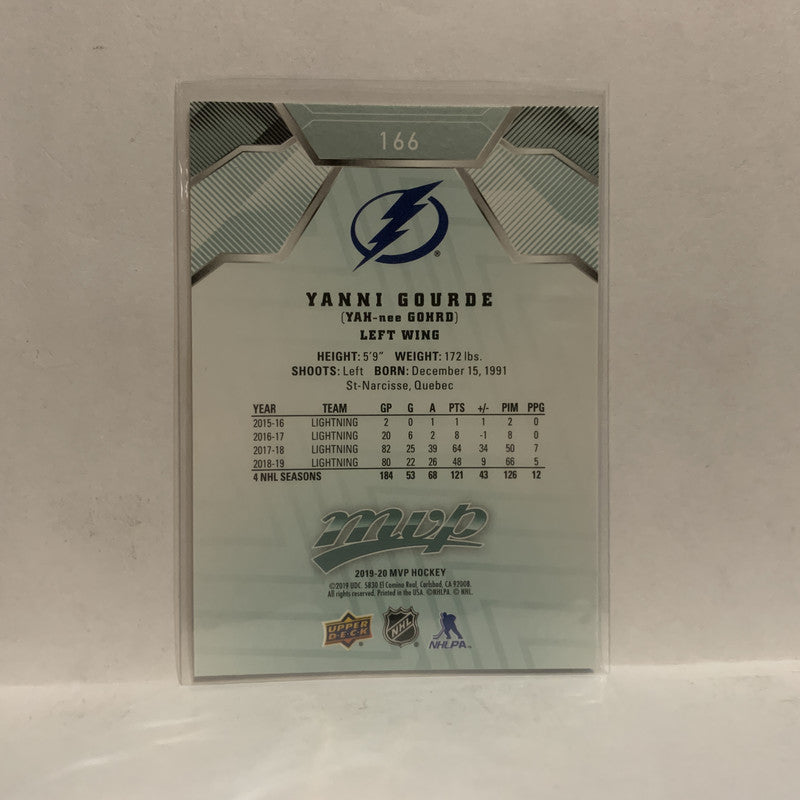 166
®
YANNI GOURDE
(YAH-nee GOHRD)
LEFT WING
HEIGHT: 5'9" WEIGHT: 172 lbs.
SHOOTS: Left BORN: December 15, 1991
St-Narcisse, Quebec
YEAR TEAM GP G A PTS +/- PIM PPG
2015-16 LIGHTNING 2 0 1 1 1 2 0
2016-17 LIGHTNING 20 6 2 8 -1 8 0
2017-18 LIGHTNING 82 25 39 64 34 50 7
2018-19 LIGHTNING 80 22 26 48 9 66 5
4 NHL SEASONS 184 53 68 121 43 126 12
mvp
2019-20 MVP HOCKEY
©2019 UDC. 5830 El Camino Real, Carlsbad, CA 92008.
All rights reserved. Printed in the USA. ©NHLPA. © NHL.
UPPER DECK ® NHL ® NHLPA™